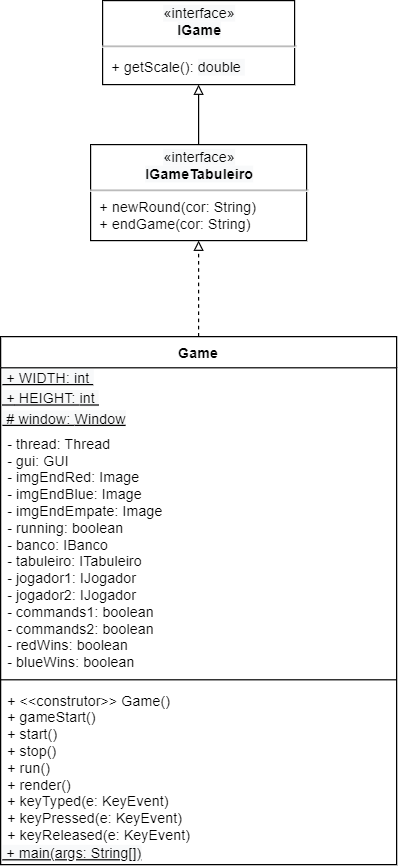 «interface»
IGame
+ getScale(): double
«interface»
IGameTabuleiro
+ newRound(cor: String)
+ endGame(cor: String)
Game
+ WIDTH: int
+ HEIGHT: int
# window: Window
- thread: Thread
- gui: GUI
- imgEndRed: Image
- imgEndBlue: Image
- imgEndEmpate: Image
- running: boolean
- banco: IBanco
- tabuleiro: ITabuleiro
- jogador1: IJogador
- jogador2: IJogador
- commands1: boolean
- commands2: boolean
- redWins: boolean
- blueWins: boolean
+ <<construtor>> Game()
+ gameStart()
+ start()
+ stop()
+ run()
+ render()
+ keyTyped(e: KeyEvent)
+ keyPressed(e: KeyEvent)
+ keyReleased(e: KeyEvent)
+ main(args: String[])